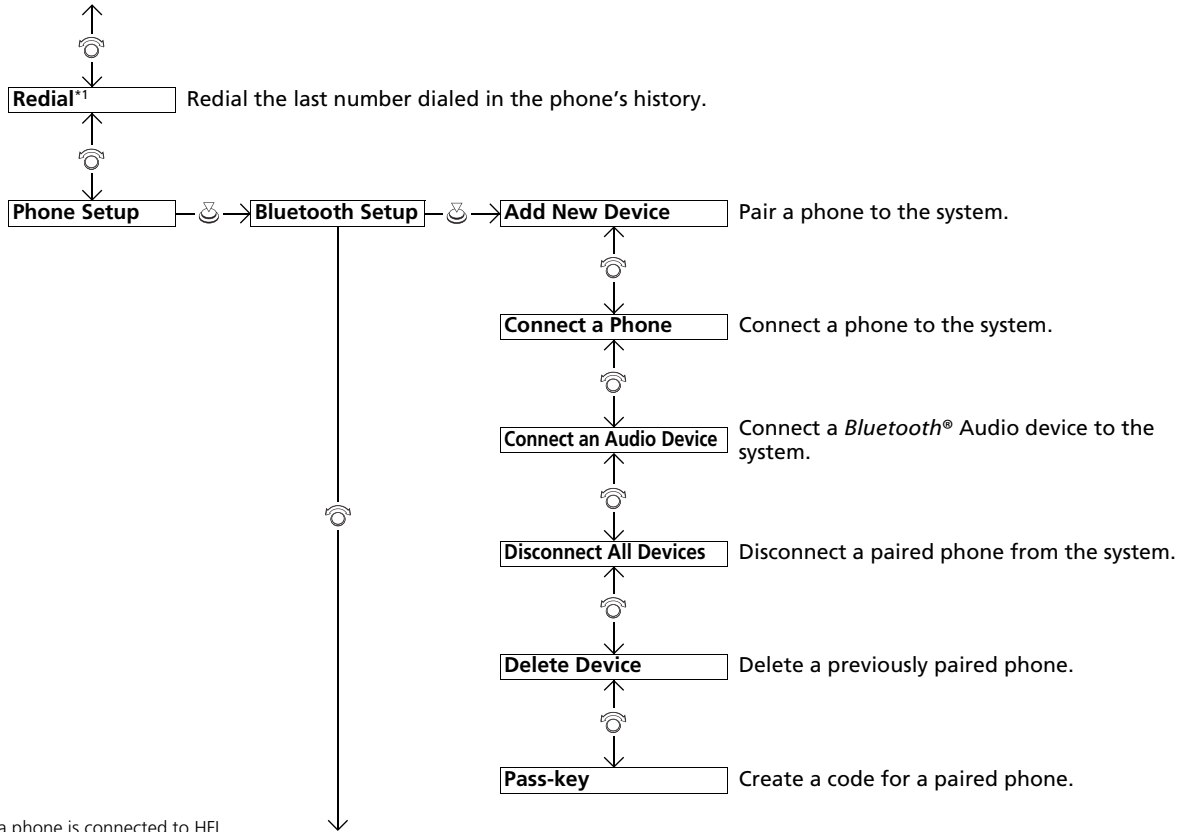 Redial*1 Redial the last number dialed in the phone's history.
Phone Setup Bluetooth Setup Add New Device Pair a phone to the system.
Connect a Phone Connect a phone to the system.
Connect an Audio Device Connect a Bluetooth® Audio device to the
system.
Disconnect All Devices Disconnect a paired phone from the system.
Delete Device Delete a previously paired phone.
Pass-key Create a code for a paired phone.
a phone is connected to HFL